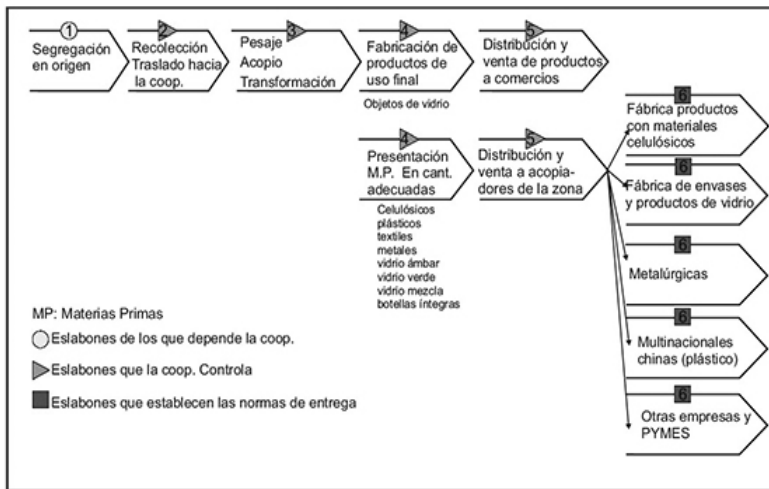 1
Segregación
en origen
2
Recolección
Traslado hacia
la coop.
3
Pesaje
Acopio
Transformación
4
Fabricación de
productos de
uso final
Objetos de vidrio
5
Distribución y
venta de productos
a comercios
4
Presentación
M.P. En cant.
adecuadas
Celulósicos
plásticos
textiles
metales
vidrio ámbar
vidrio verde
vidrio mezcla
botellas íntegras
5
Distribución y
venta a acopia-
dores de la zona
6
Fábrica productos
con materiales
celulósicos
6
Fábrica de envases
y productos de vidrio
6
Metalúrgicas
6
Multinacionales
chinas (plástico)
6
Otras empresas y
PYMES
MP: Materias Primas
Eslabones de los que depende la coop.
Eslabones que la coop. Controla
Eslabones que establecen las normas de entrega